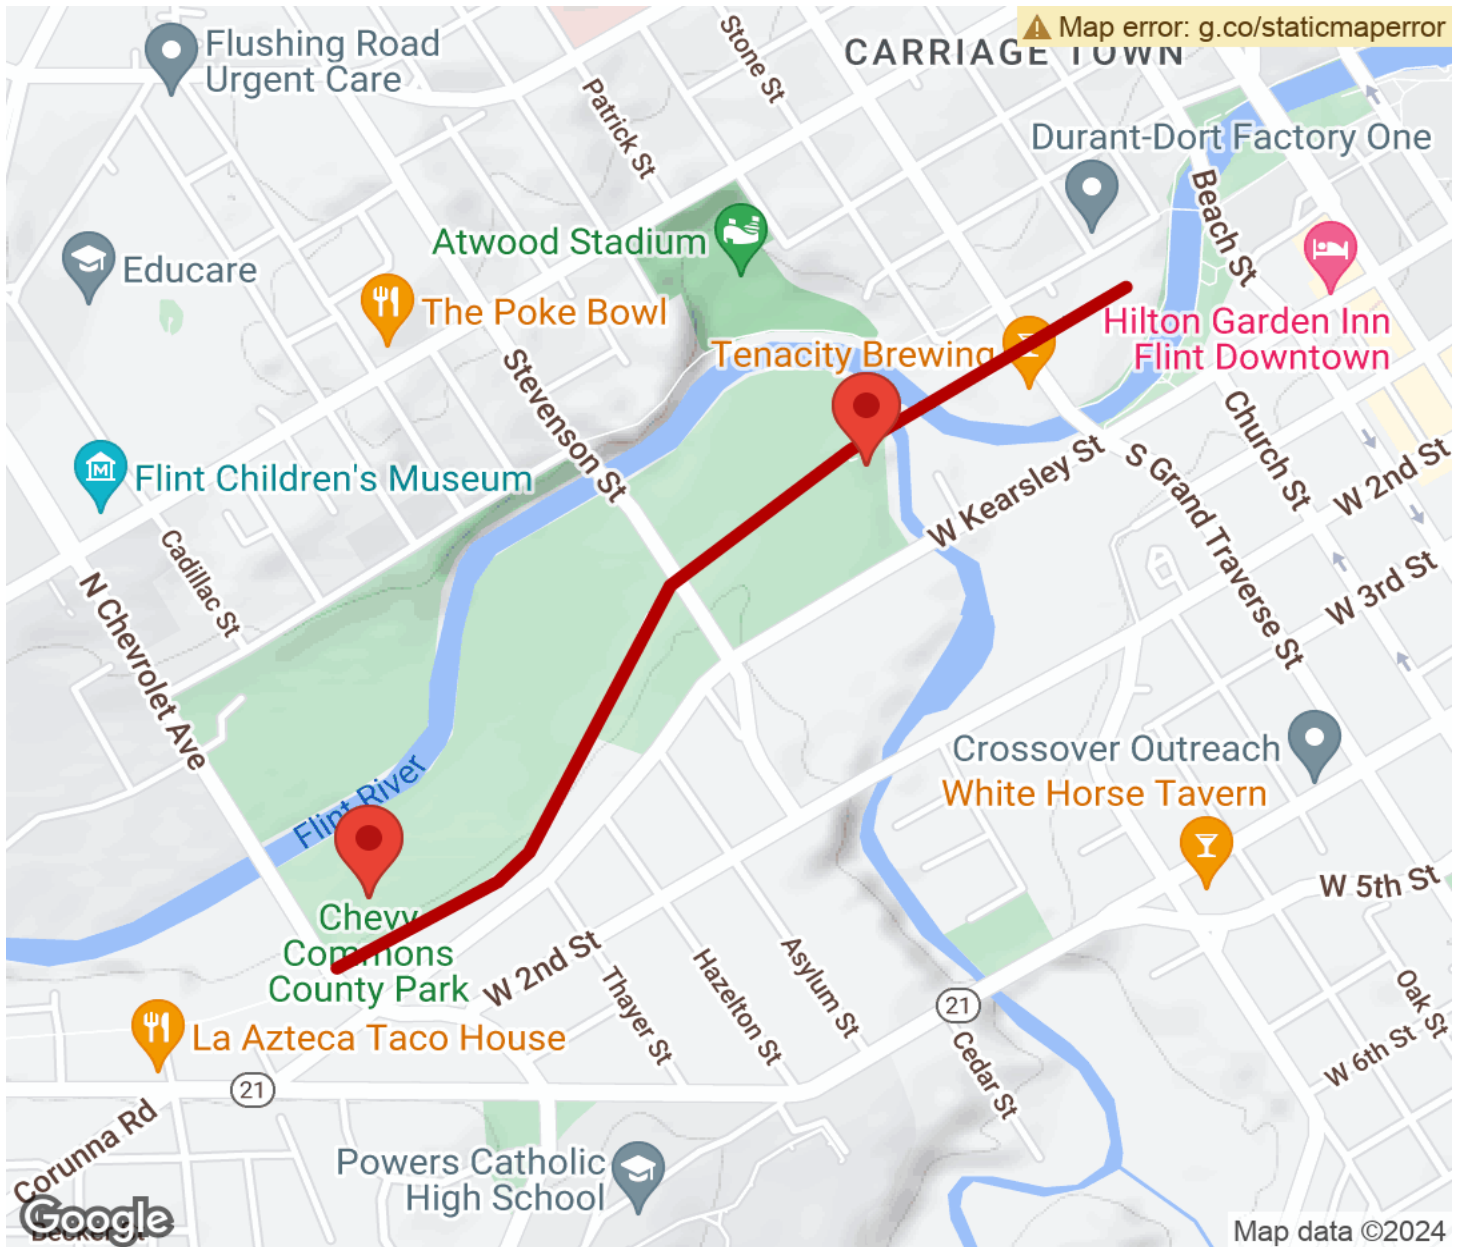 Map error: g.co/staticmaperror
CARRIAGE TOWN
Flushing Road
Urgent Care
Stone St
Patrick St
Durant-Dort Factory One
Beach St
Atwood Stadium
Educare
The Poke Bowl
Hilton Garden Inn
Flint Downtown
Tenacity Brewing
Stevenson St
Church St
S Grand Traverse St
W Kearsley St
W 2nd St
Flint Children's Museum
Cadillac St
N Chevrolet Ave
W 3rd St
Flint River
Crossover Outreach
White Horse Tavern
W 5th St
Chevy
Commons
County Park
W 2nd St
Thayer St
Hazelton St
Asylum St
21
Cedar St
Oak St
W 6th St
La Azteca Taco House
21
Corunna Rd
Powers Catholic
High School
Google
Map data ©2024